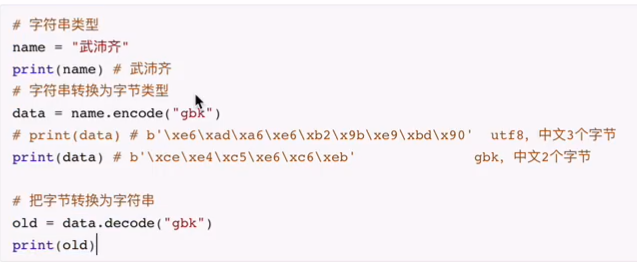 # 字符串类型
name = "武沛齐"
print(name) # 武沛齐
# 字符串转换为字节类型
data = name.encode("gbk")
# print(data) # b'\xe6\xad\xa6\xe6\xb2\x9b\xe9\xbd\x90' utf8，中文3个字节
print(data) # b'\xce\xe4\xc5\xe6\xc6\xeb' gbk，中文2个字节
# 把字节转换为字符串
old = data.decode("gbk")
print(old)